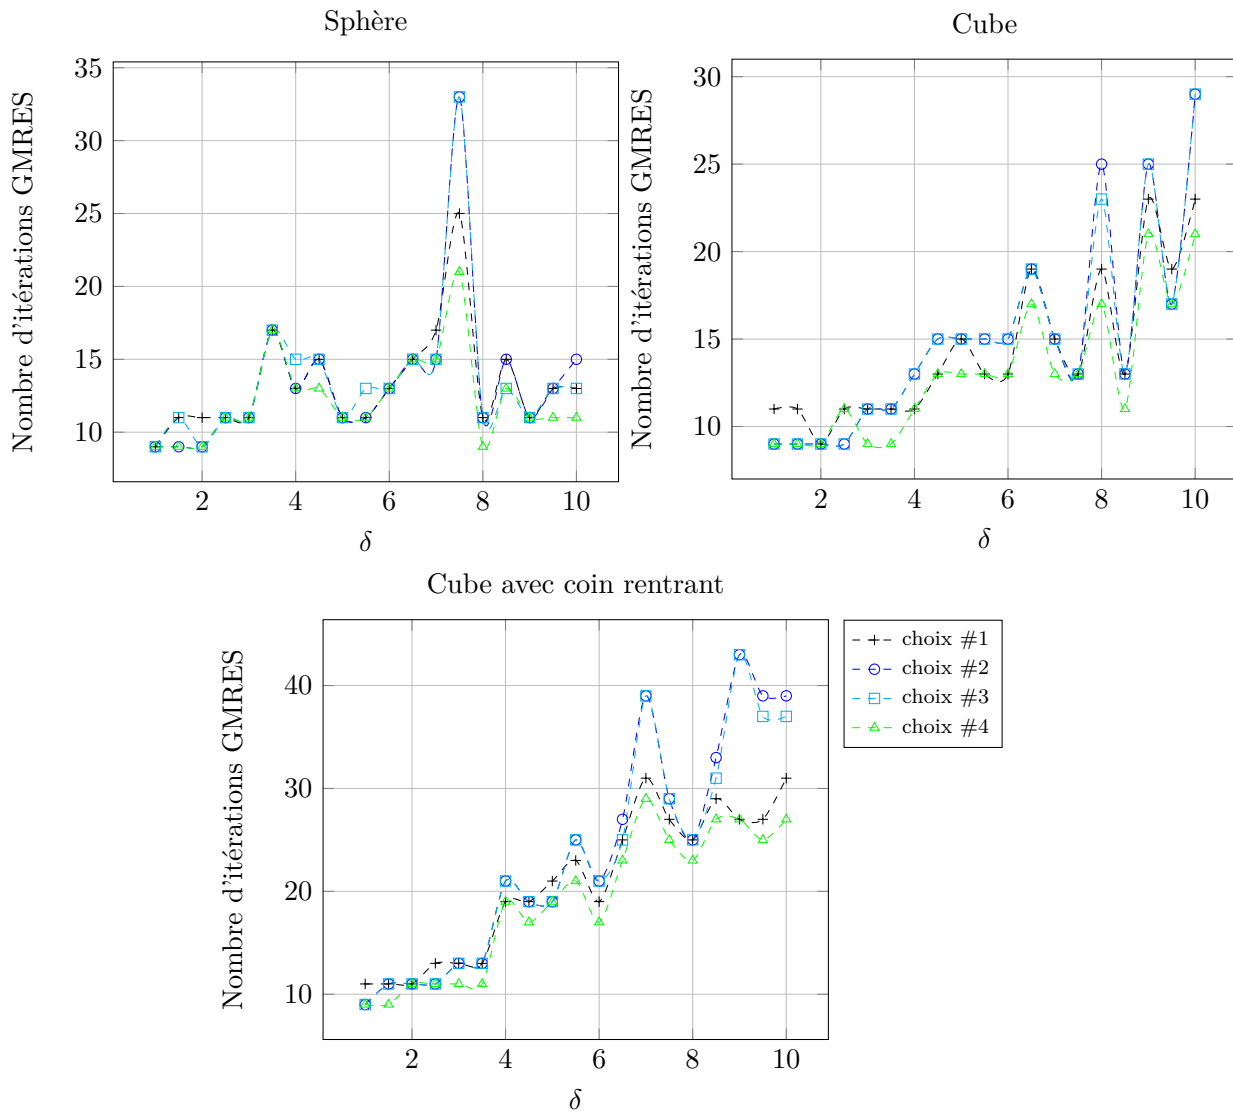 Sphère
35
30
25
20
15
10
2 4 6 8 10
δ
Nombre d'itérations GMRES
Cube
30
25
20
15
10
2 4 6 8 10
δ
Nombre d'itérations GMRES
Cube avec coin rentrant
40
30
20
10
2 4 6 8 10
δ
Nombre d'itérations GMRES
choix #1
choix #2
choix #3
choix #4